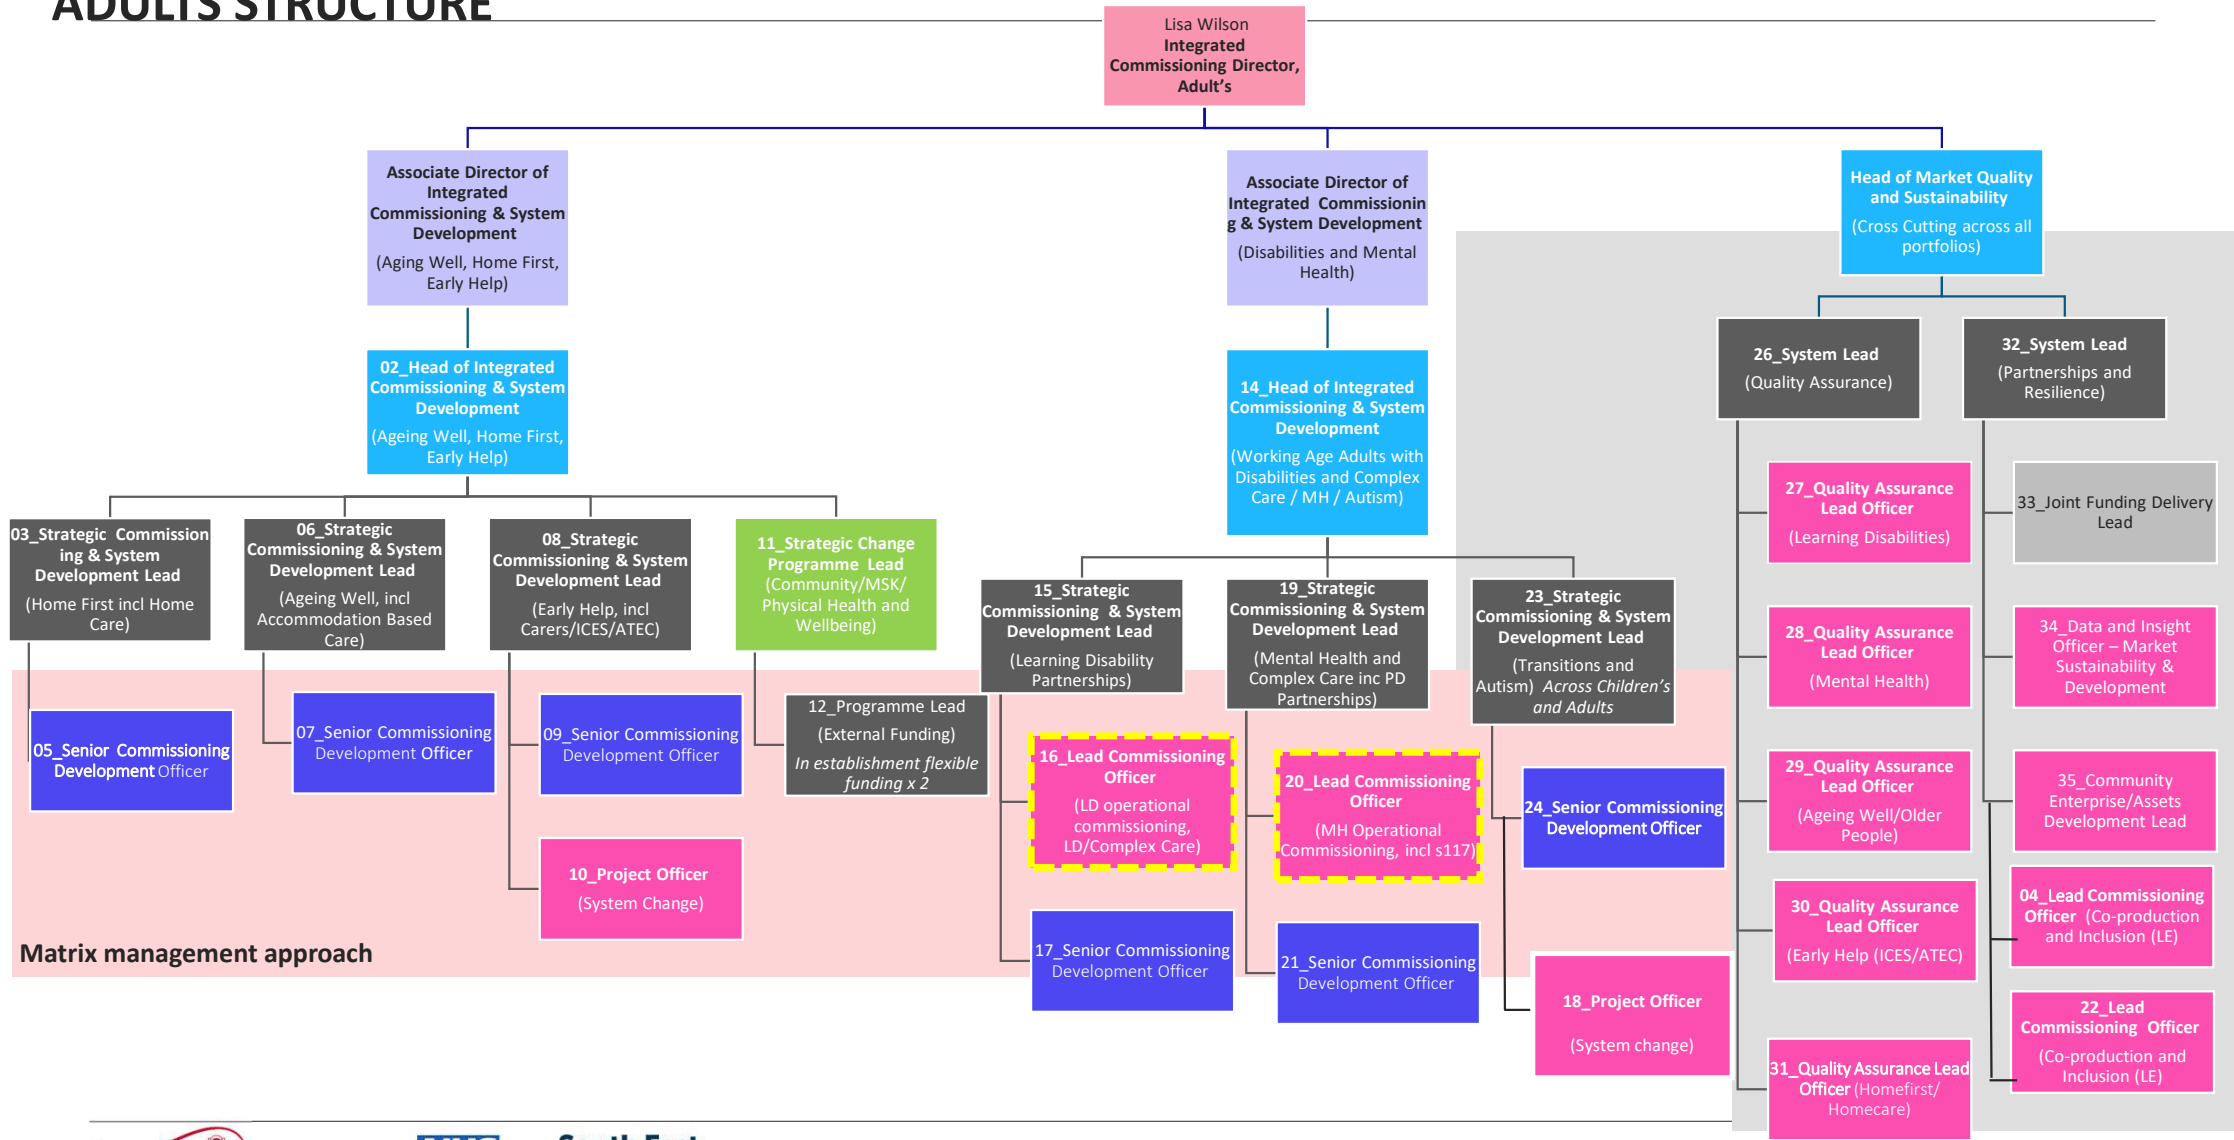 ADULTS STRUCTURE
Lisa Wilson
Integrated
Commissioning Director,
Adult's
Associate Director of
Integrated
Commissioning & System
Development
(Aging Well, Home First,
Early Help)
Associate Director of
Integrated Commissionin
g & System Development
(Disabilities and Mental
Health)
Head of Market Quality
and Sustainability
(Cross Cutting across all
portfolios)
02_Head of Integrated
Commissioning & System
Development
(Ageing Well, Home First,
Early Help)
14_Head of Integrated
Commissioning & System
Development
(Working Age Adults with
Disabilities and Complex
Care / MH / Autism)
26_System Lead
(Quality Assurance)
32_System Lead
(Partnerships and
Resilience)
03_Strategic Commission
ing & System
Development Lead
(Home First incl Home
Care)
06_Strategic
Commissioning & System
Development Lead
(Ageing Well, incl
Accommodation Based
Care)
08_Strategic
Commissioning & System
Development Lead
(Early Help, incl
Carers/ICES/ATEC)
11_Strategic Change
Programme Lead
(Community/MSK/
Physical Health and
Wellbeing)
15_Strategic
Commissioning & System
Development Lead
(Learning Disability
Partnerships)
19_Strategic
Commissioning & System
Development Lead
(Mental Health and
Complex Care inc PD
Partnerships)
23_Strategic
Commissioning & System
Development Lead
(Transitions and
Autism) Across Children's
and Adults
05_Senior Commissioning
Development Officer
07_Senior Commissioning
Development Officer
09_Senior Commissioning
Development Officer
10_Project Officer
(System Change)
12_Programme Lead
(External Funding)
In establishment flexible
funding x 2
16_Lead Commissioning
Officer
(LD operational
commissioning,
LD/Complex Care)
17_Senior Commissioning
Development Officer
20_Lead Commissioning
Officer
(MH Operational
Commissioning, incl s117)
21_Senior Commissioning
Development Officer
24_Senior Commissioning
Development Officer
18_Project Officer
(System change)
27_Quality Assurance
Lead Officer
(Learning Disabilities)
28_Quality Assurance
Lead Officer
(Mental Health)
29_Quality Assurance
Lead Officer
(Ageing Well/Older
People)
30_Quality Assurance
Lead Officer
(Early Help (ICES/ATEC)
31_Quality Assurance Lead
Officer (Homefirst/
Homecare)
33_Joint Funding Delivery
Lead
34_Data and Insight
Officer – Market
Sustainability &
Development
35_Community
Enterprise/Assets
Development Lead
04_Lead Commissioning
Officer (Co-production
and Inclusion (LE)
22_Lead
Commissioning Officer
(Co-production and
Inclusion (LE)
Matrix management approach
NHS
South East